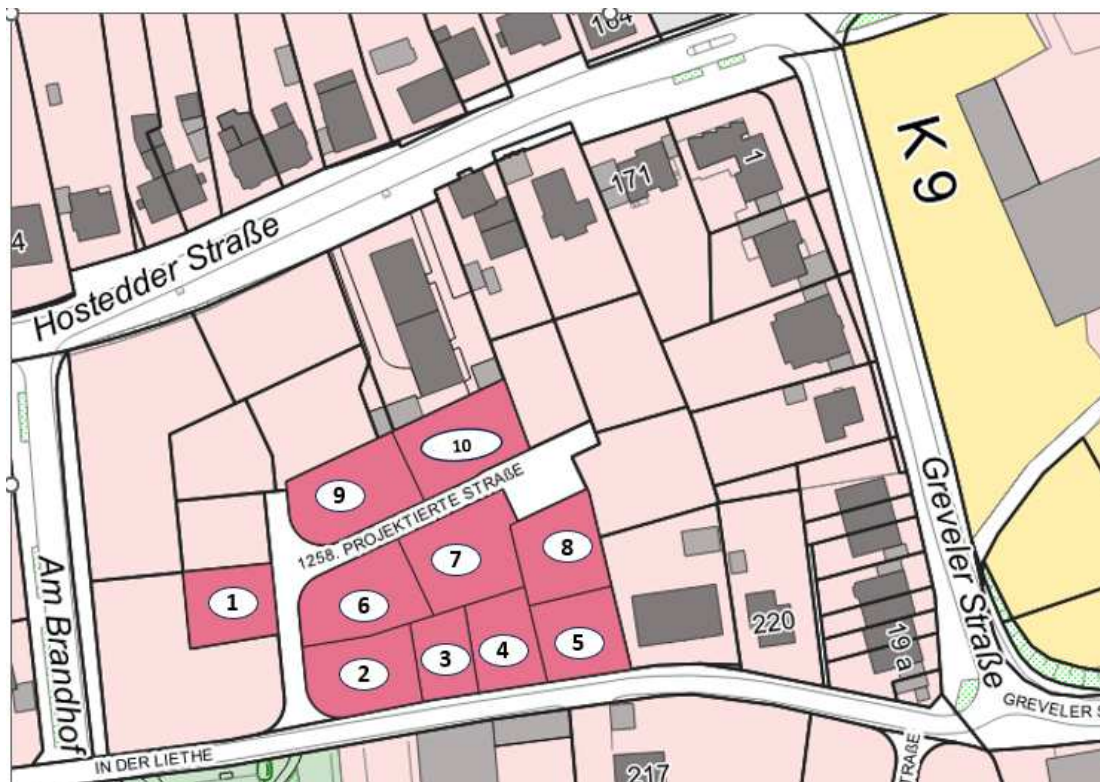 184
K 9
171
1
4
Hostedder Straße
10
1258. PROJEKTIERTE STRAßE
9
7
8
1
6
2
3
4
5
220
19 a
Greveler Straße
Am Brandhof
IN DER LIETHE
GREVELER S
STRAßE
217